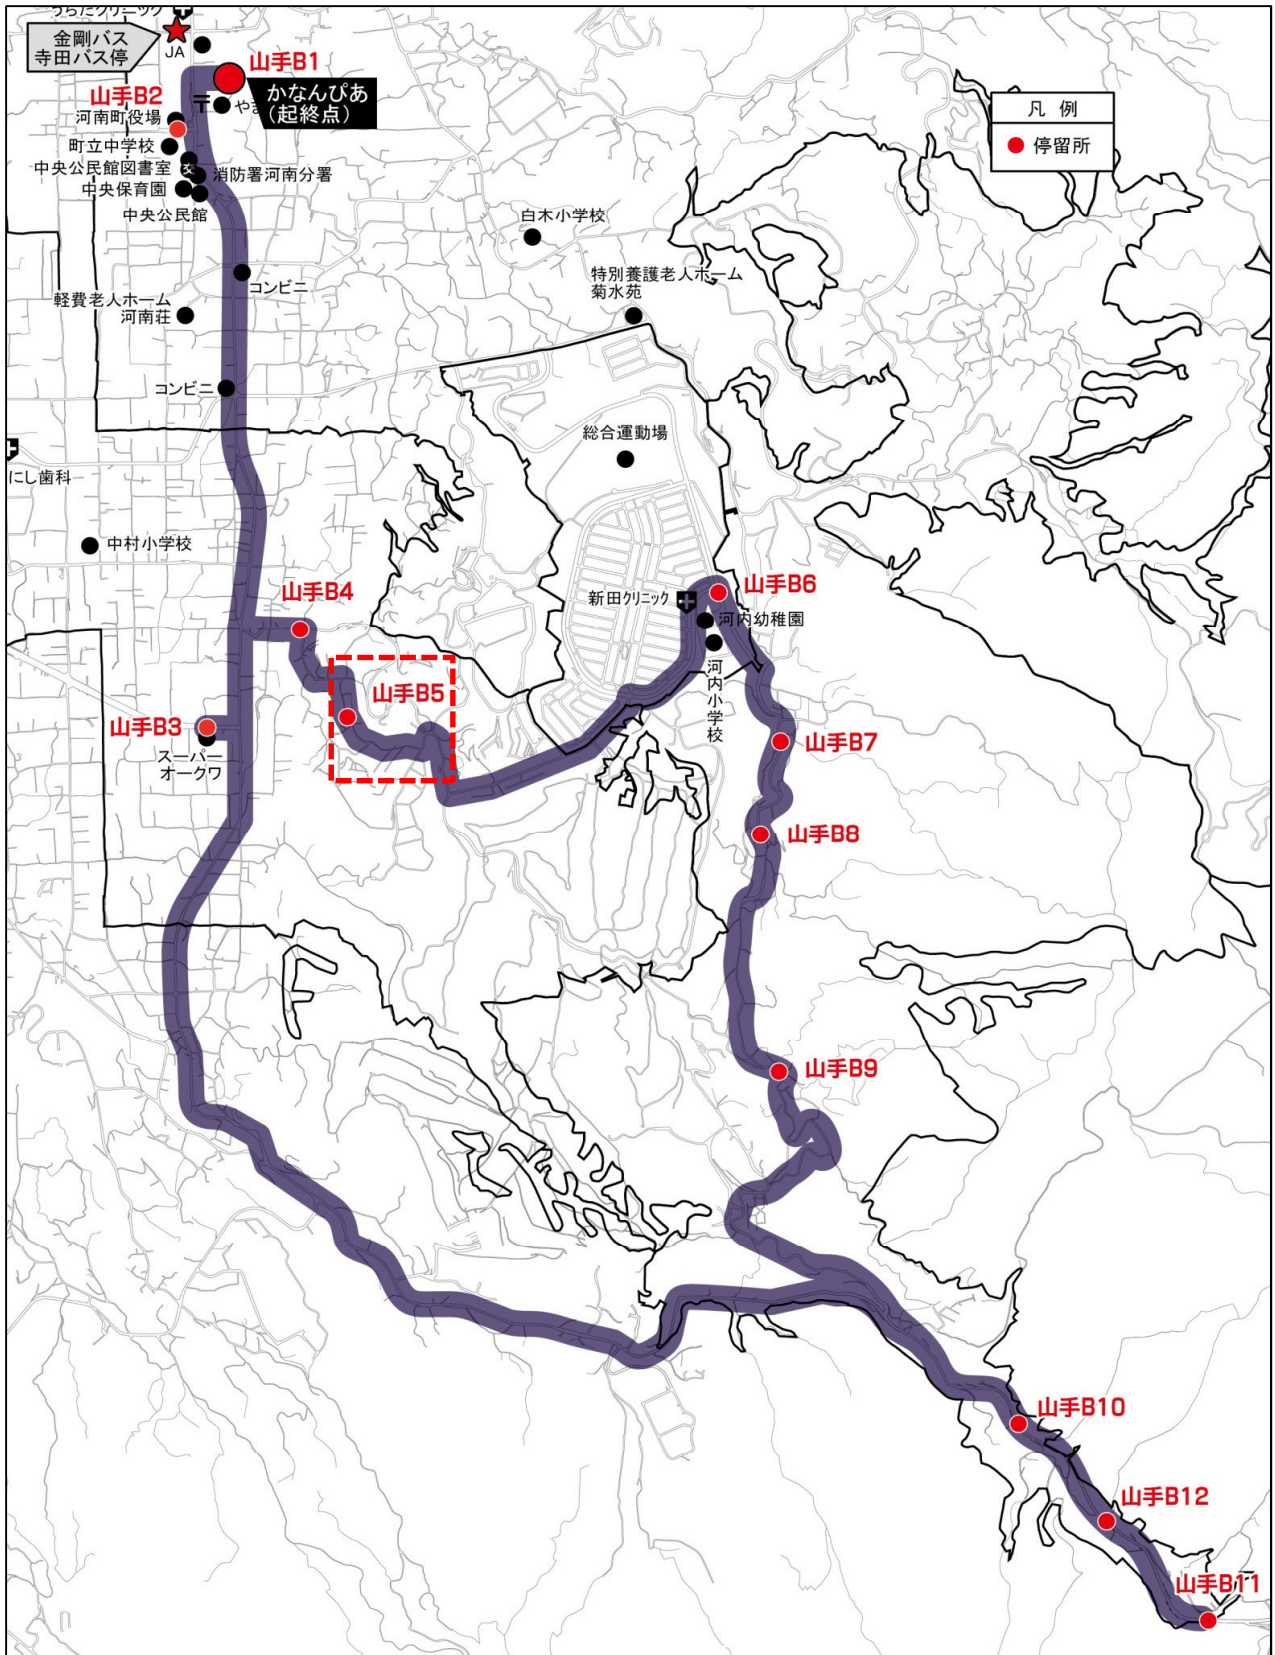 金剛バス
寺田バス停
JA
山手B1
かなんぴあ
(起終点)
山手B2
河南町役場
町立中学校
中央公民館図書室
消防署河南分署
中央保育園
中央公民館
凡 例
停留所
白木小学校
特別養護老人ホーム
菊水苑
コンビニ
軽費老人ホーム
河南荘
コンビニ
総合運動場
にし歯科
中村小学校
山手B4
山手B6
新田クリニック
河内幼稚園
河内小学校
山手B5
山手B3
スーパー
オークワ
山手B7
山手B8
山手B9
山手B10
山手B12
山手B11